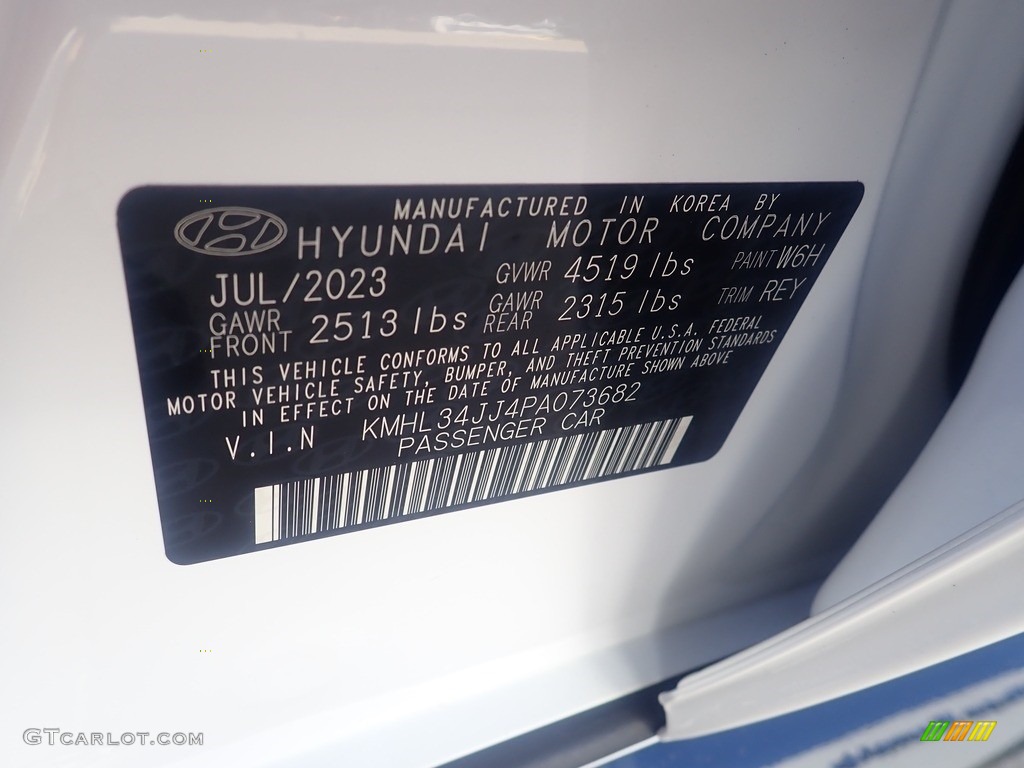 MANUFACTURED IN KOREA BY
HYUNDAI MOTOR COMPANY
JUL/2023 GVWR 4519 lbs PAINT W6H
GAWR FRONT 2513 lbs GAWR REAR 2315 lbs TRIM REY
THIS VEHICLE CONFORMS TO ALL APPLICABLE U.S.A. FEDERAL
MOTOR VEHICLE SAFETY, BUMPER, AND THEFT PREVENTION STANDARDS
IN EFFECT ON THE DATE OF MANUFACTURE SHOWN ABOVE
V.I.N KMHL34JJ4PA073682
PASSENGER CAR
GTCARLOT.COM